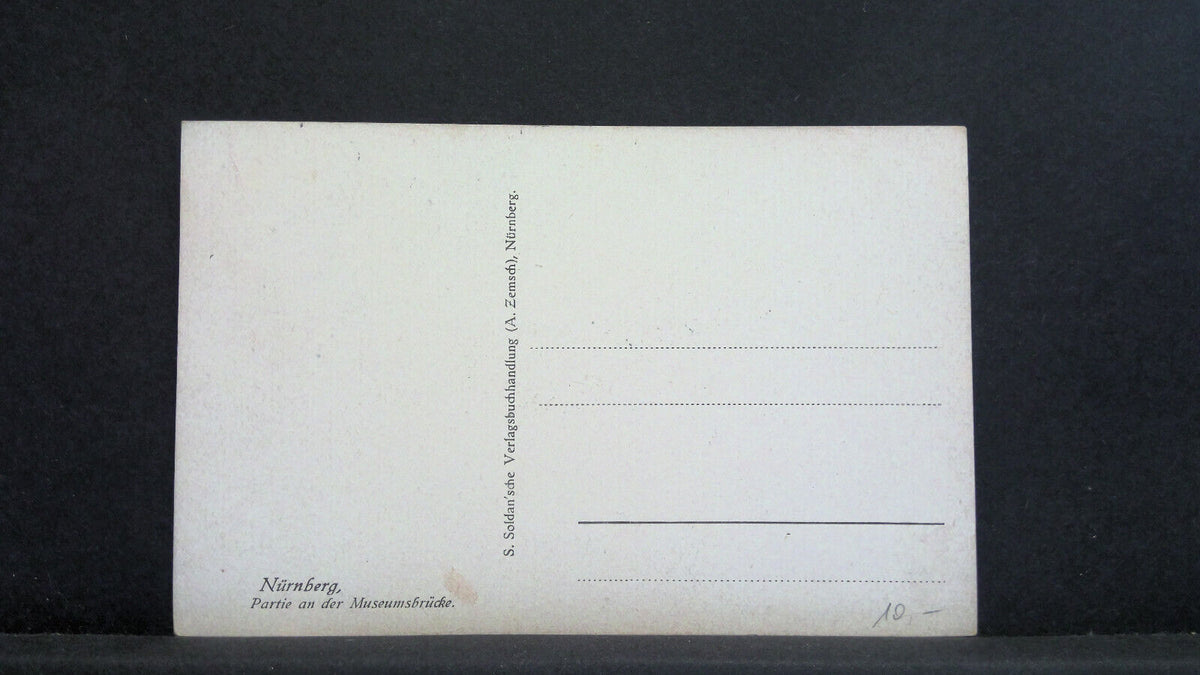 S. Soldan'sche Verlagsbuchhandlung (A. Zemsch), Nürnberg.
Nürnberg,
Partie an der Museumsbrücke.
10,–